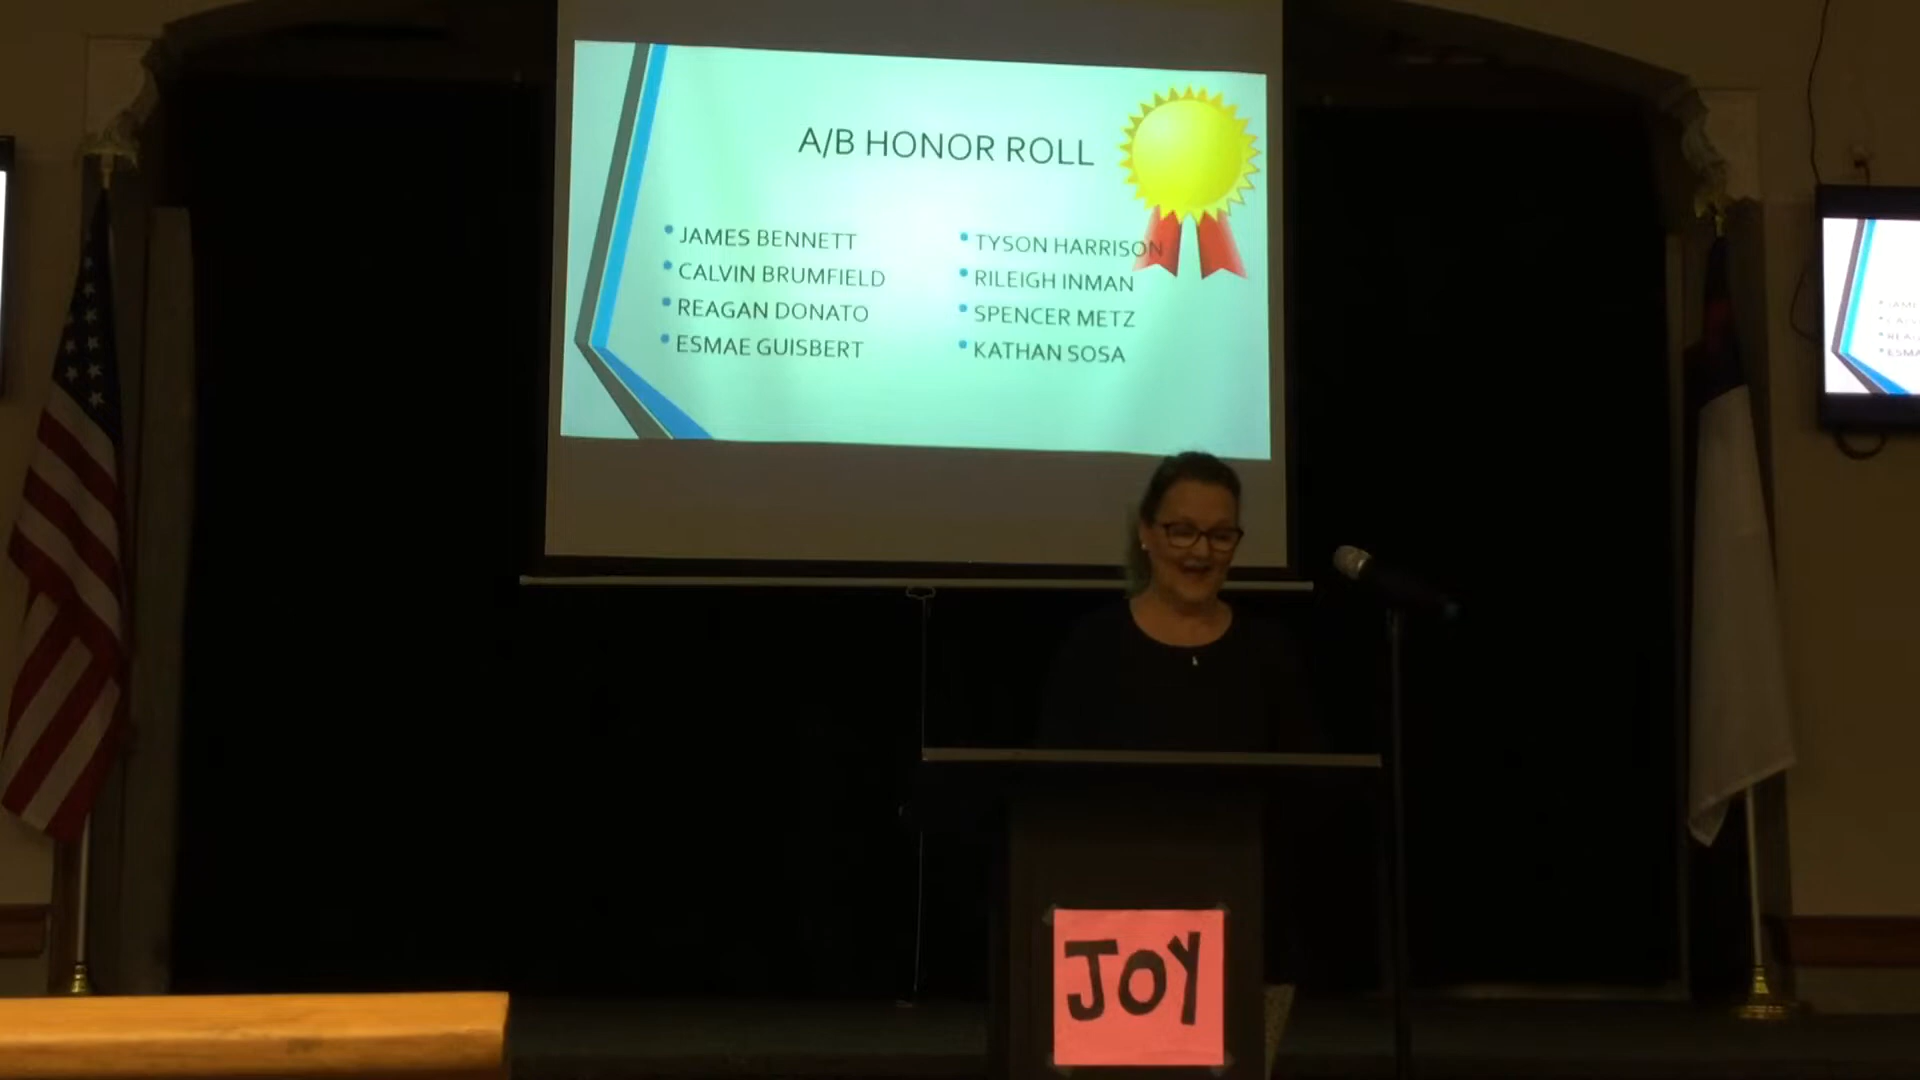 A/B HONOR ROLL
JAMES BENNETT
CALVIN BRUMFIELD
REAGAN DONATO
ESMAE GUISBERT
TYSON HARRISON
RILEIGH INMAN
SPENCER METZ
KATHAN SOSA
JOY